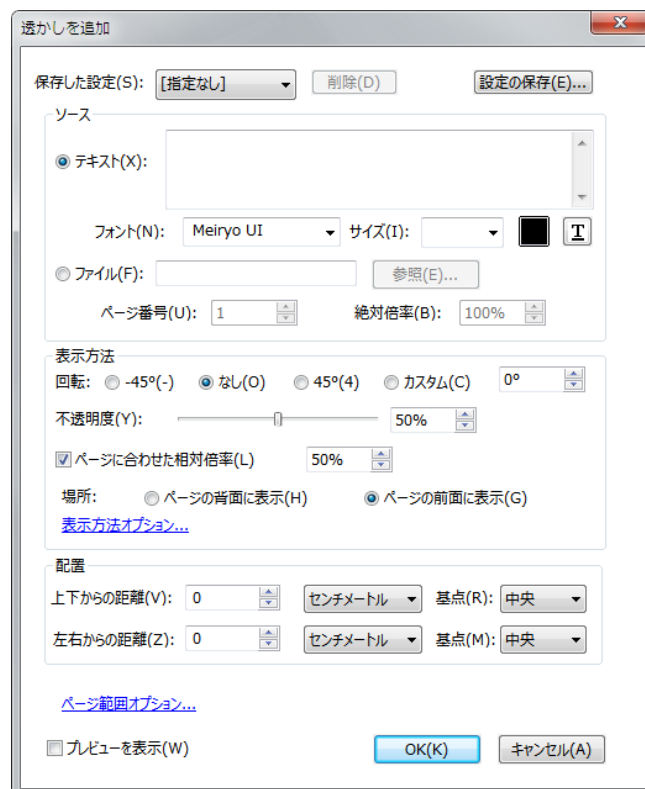 透かしを追加
保存した設定(S): [指定なし] 削除(D) 設定の保存(E)...
ソース
テキスト(X):
フォント(N): Meiryo UI サイズ(I): T
ファイル(F): 参照(E)...
ページ番号(U): 1 絶対倍率(B): 100%
表示方法
回転: -45º(-) なし(O) 45º(4) カスタム(C) 0º
不透明度(Y): 50%
ページに合わせた相対倍率(L) 50%
場所: ページの背面に表示(H) ページの前面に表示(G)
表示方法オプション...
配置
上下からの距離(V): 0 センチメートル 基点(R): 中央
左右からの距離(Z): 0 センチメートル 基点(M): 中央
ページ範囲オプション...
プレビューを表示(W) OK(K) キャンセル(A)